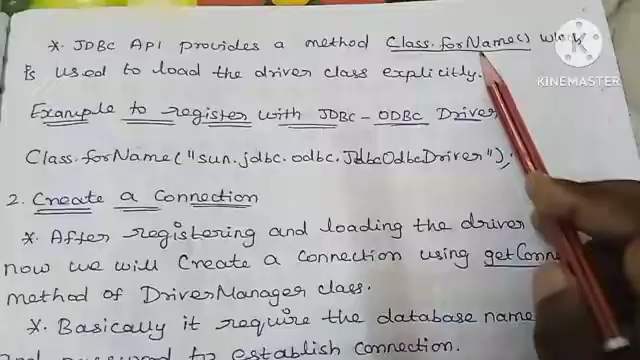 * JDBC API provides a method Class.forName() which
is used to load the driver class explicitly.
Example to register with JDBC - ODBC Driver
Class.forName("sun.jdbc.odbc.JdbcOdbcDriver");
2. Create a Connection
* After registering and loading the driver
now we will create a connection using getConne
method of DriverManager class.
* Basically it require the database name
and password to establish connection.
K
KINEMASTER